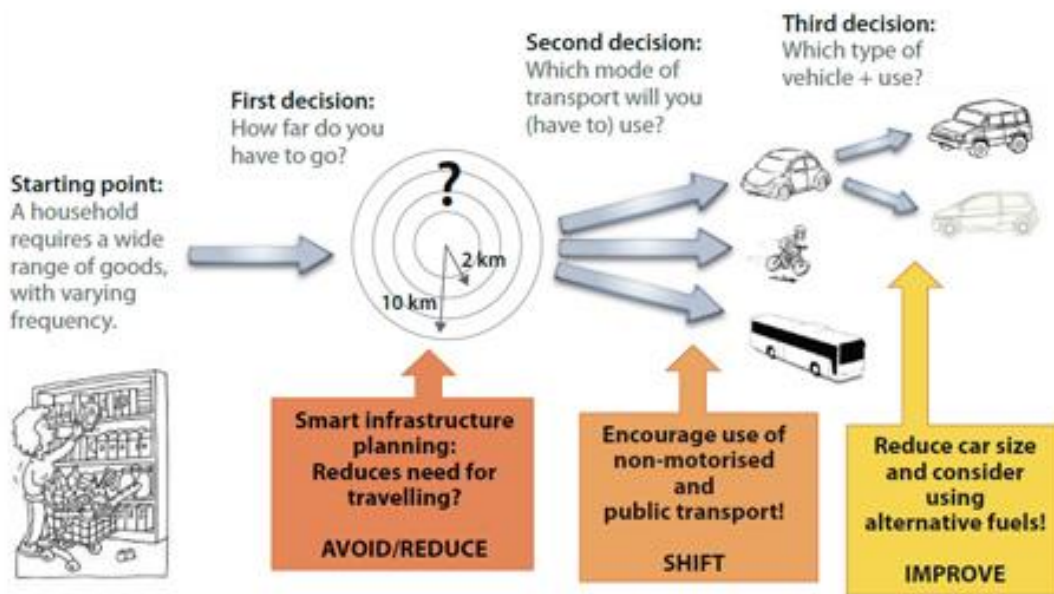 Starting point:
A household
requires a wide
range of goods,
with varying
frequency.
First decision:
How far do you
have to go?
?
2 km
10 km
Second decision:
Which mode of
transport will you
(have to) use?
Third decision:
Which type of
vehicle + use?
Smart infrastructure
planning:
Reduces need for
travelling?
AVOID/REDUCE
Encourage use of
non-motorised
and
public transport!
SHIFT
Reduce car size
and consider
using
alternative fuels!
IMPROVE